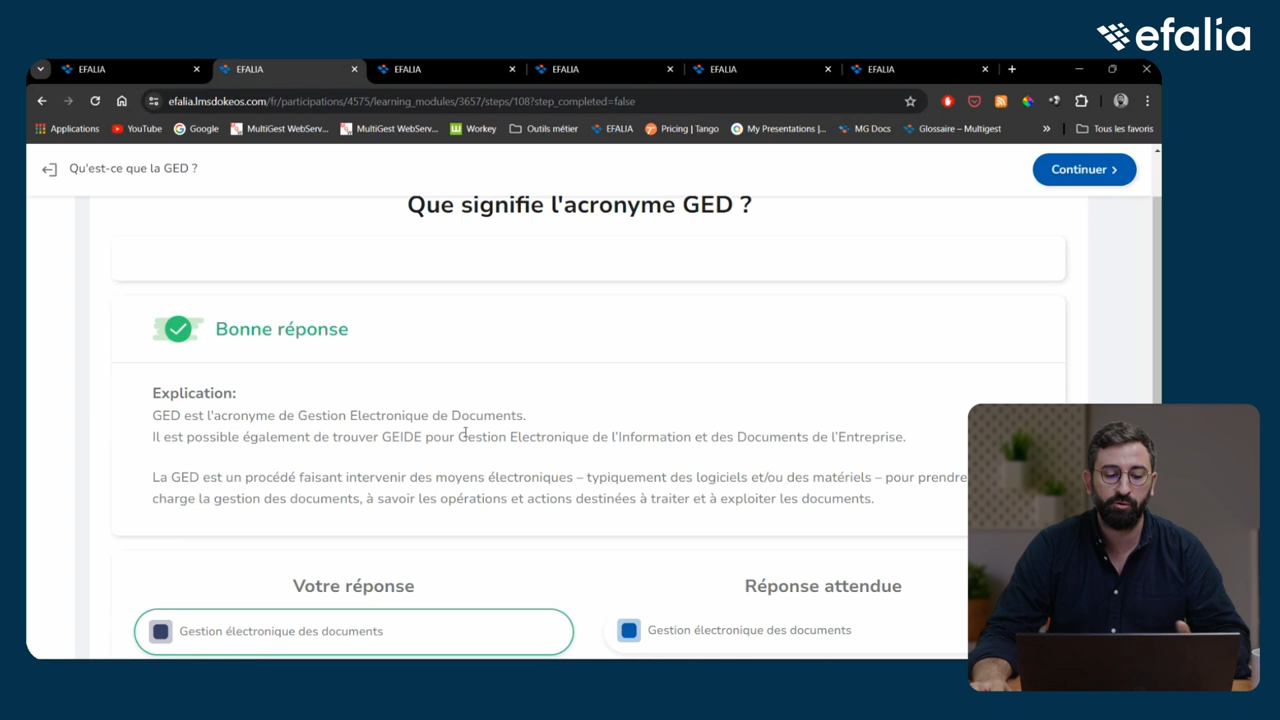 efalia
EFALIA
EFALIA
EFALIA
EFALIA
EFALIA
EFALIA
efalia.lmsdokeos.com/fr/participations/4575/learning_modules/3657/steps/108?step_completed=false
Applications
YouTube
Google
MultiGest WebServ...
MultiGest WebServ...
Workey
Outils métier
EFALIA
Pricing | Tango
My Presentations |...
MG Docs
Glossaire – Multigest
»
Tous les favoris
Qu'est-ce que la GED ?
Continuer >
Que signifie l'acronyme GED ?
Bonne réponse
Explication:
GED est l'acronyme de Gestion Electronique de Documents.
Il est possible également de trouver GEIDE pour Gestion Electronique de l'Information et des Documents de l'Entreprise.
La GED est un procédé faisant intervenir des moyens électroniques – typiquement des logiciels et/ou des matériels – pour prendre
charge la gestion des documents, à savoir les opérations et actions destinées à traiter et à exploiter les documents.
Votre réponse
Réponse attendue
Gestion électronique des documents
Gestion électronique des documents